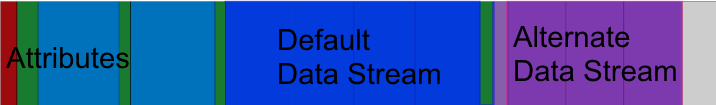 Attributes
Default
Data Stream
Alternate
Data Stream